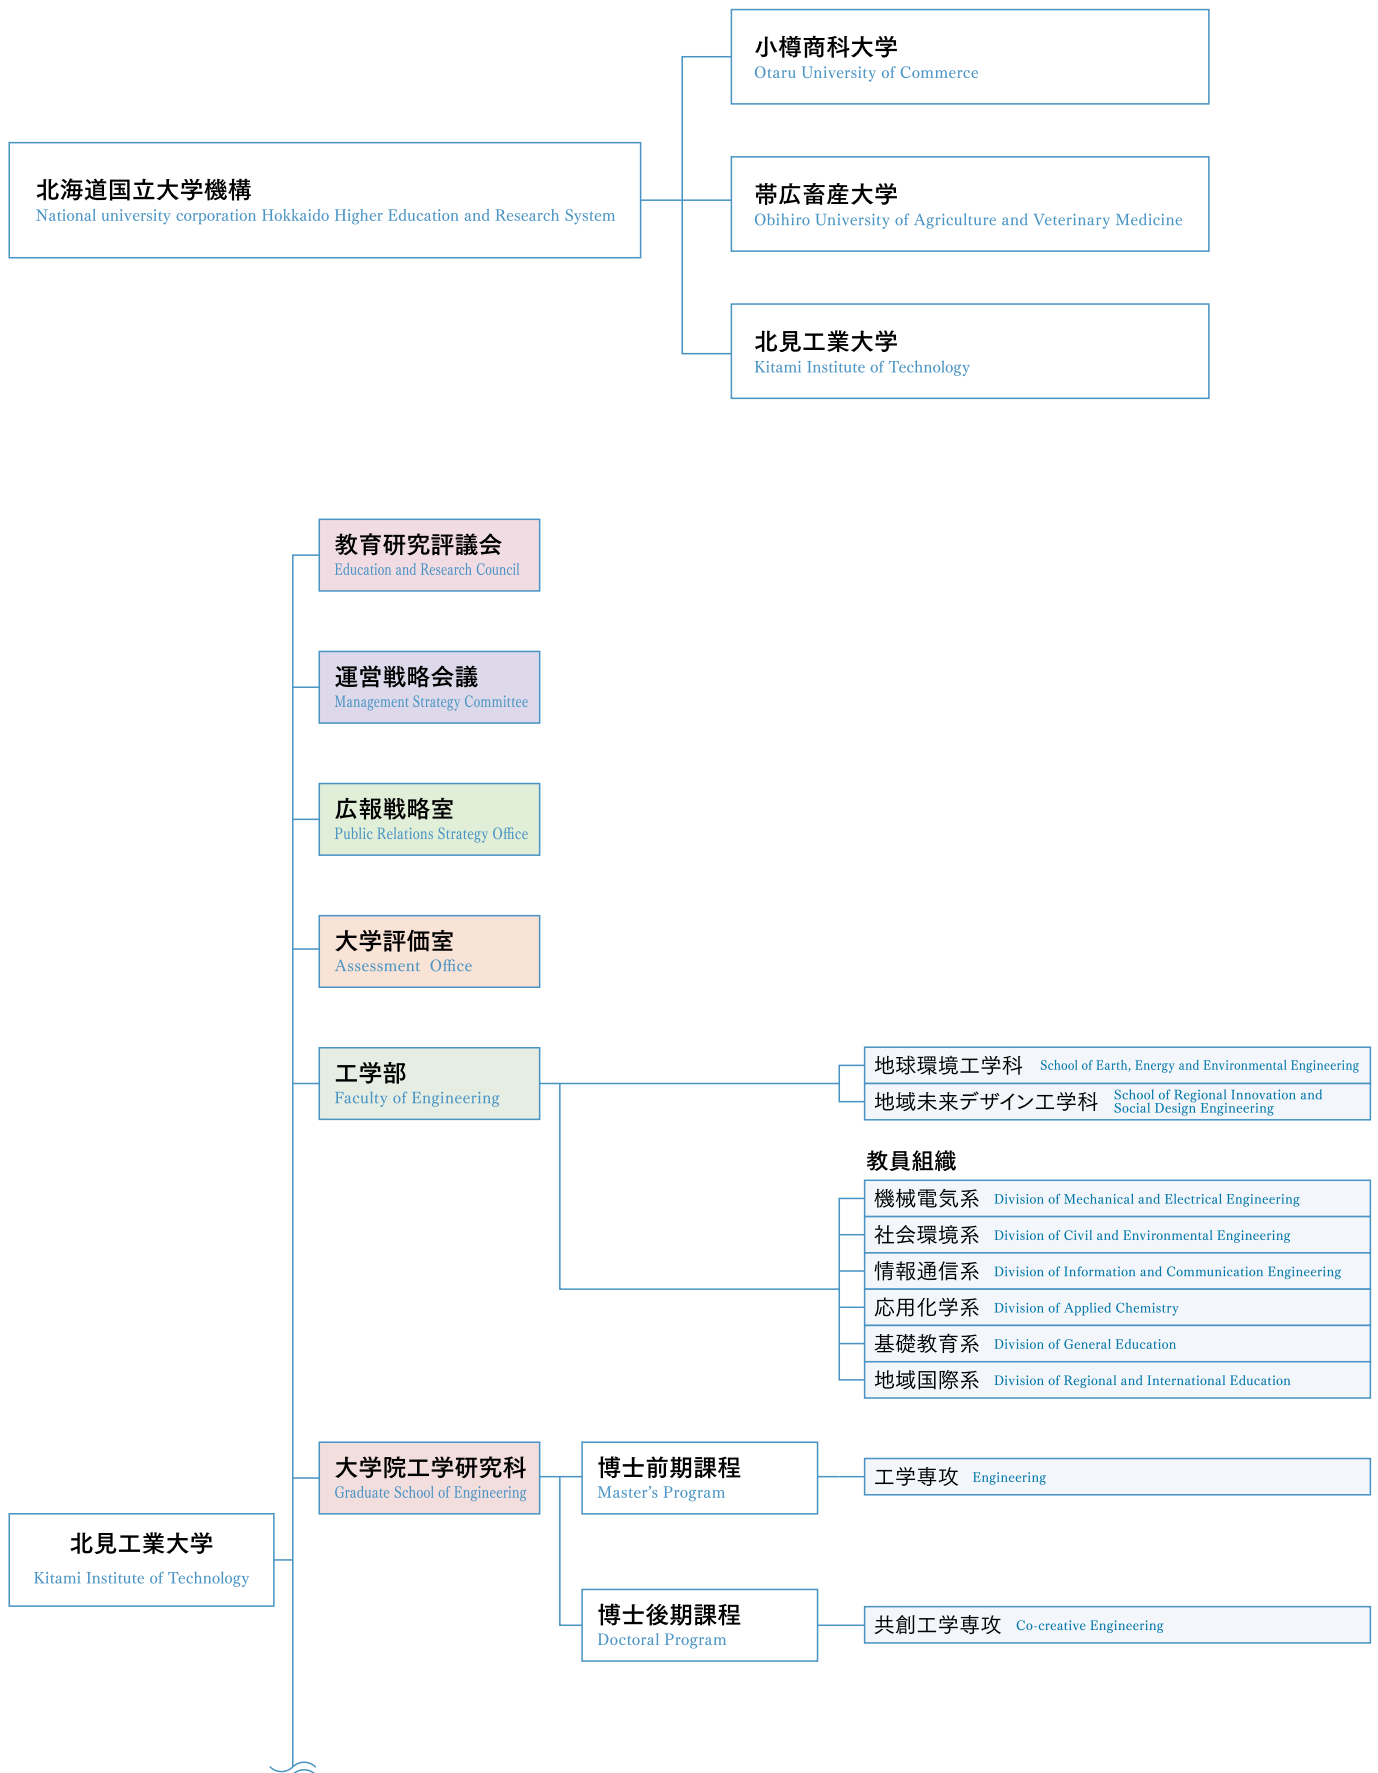 小樽商科大学
Otaru University of Commerce
北海道国立大学機構
National university corporation Hokkaido Higher Education and Research System
帯広畜産大学
Obihiro University of Agriculture and Veterinary Medicine
北見工業大学
Kitami Institute of Technology
教育研究評議会
Education and Research Council
運営戦略会議
Management Strategy Committee
広報戦略室
Public Relations Strategy Office
大学評価室
Assessment Office
工学部
Faculty of Engineering
地球環境工学科 School of Earth, Energy and Environmental Engineering
地域未来デザイン工学科 School of Regional Innovation and
Social Design Engineering
教員組織
機械電気系 Division of Mechanical and Electrical Engineering
社会環境系 Division of Civil and Environmental Engineering
情報通信系 Division of Information and Communication Engineering
応用化学系 Division of Applied Chemistry
基礎教育系 Division of General Education
地域国際系 Division of Regional and International Education
大学院工学研究科
Graduate School of Engineering
博士前期課程
Master's Program
工学専攻 Engineering
北見工業大学
Kitami Institute of Technology
博士後期課程
Doctoral Program
共創工学専攻 Co-creative Engineering